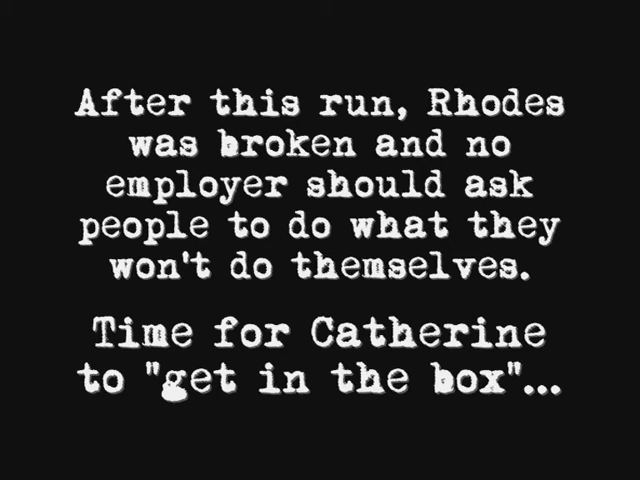 After this run, Rhodes
was broken and no
employer should ask
people to do what they
won't do themselves.
Time for Catherine
to "get in the box"...